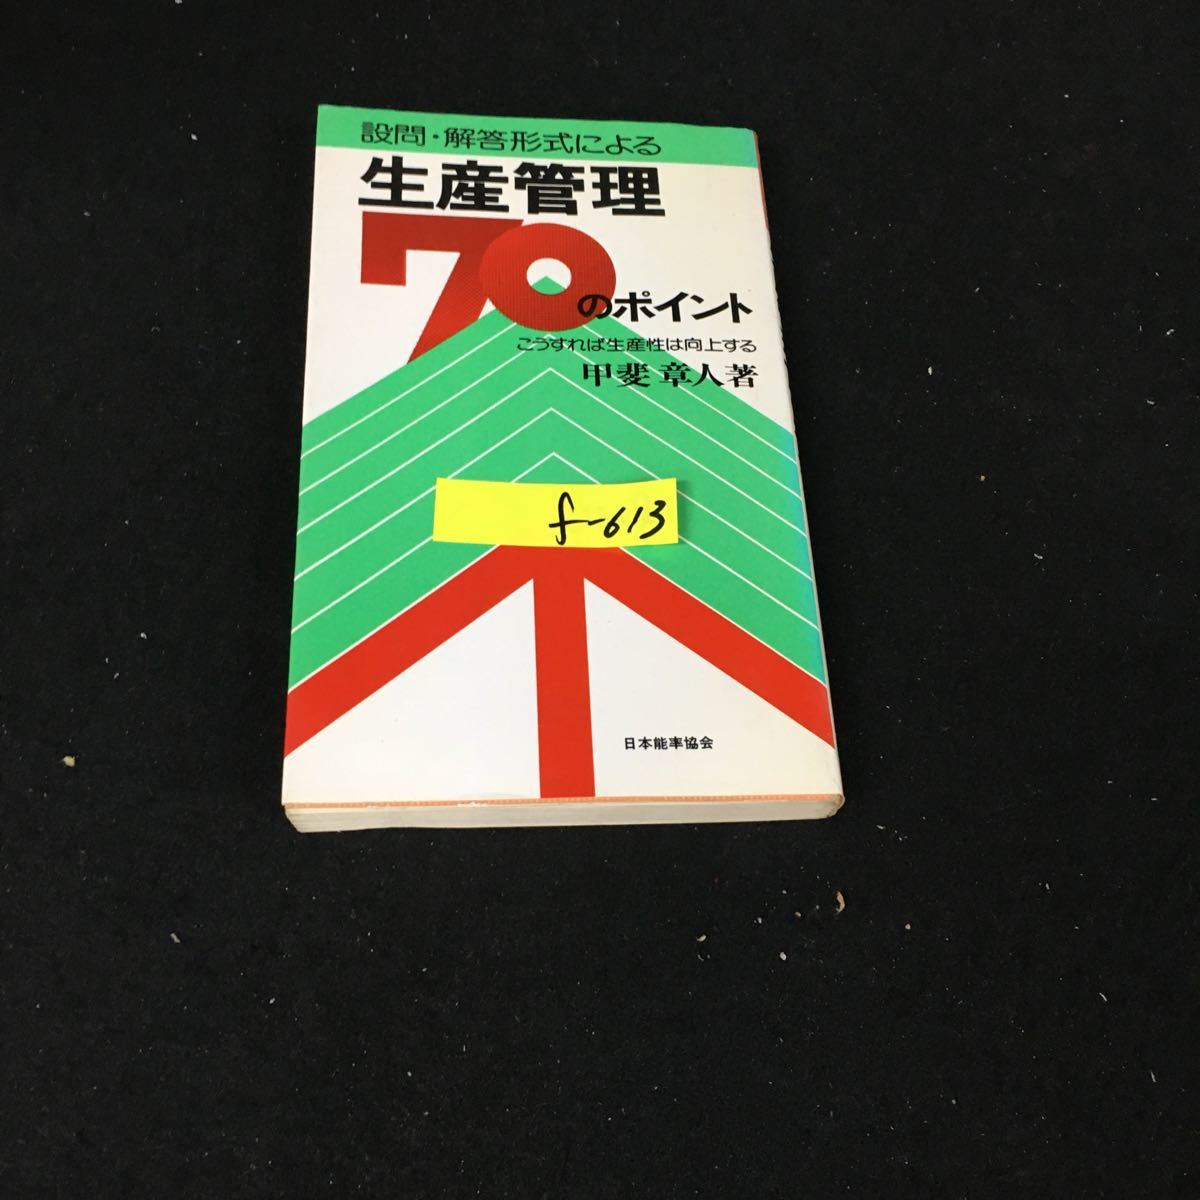 設問・解答形式による
生産管理
70
のポイント
こうすれば生産性は向上する
甲斐 章人著
f-613
日本能率協会